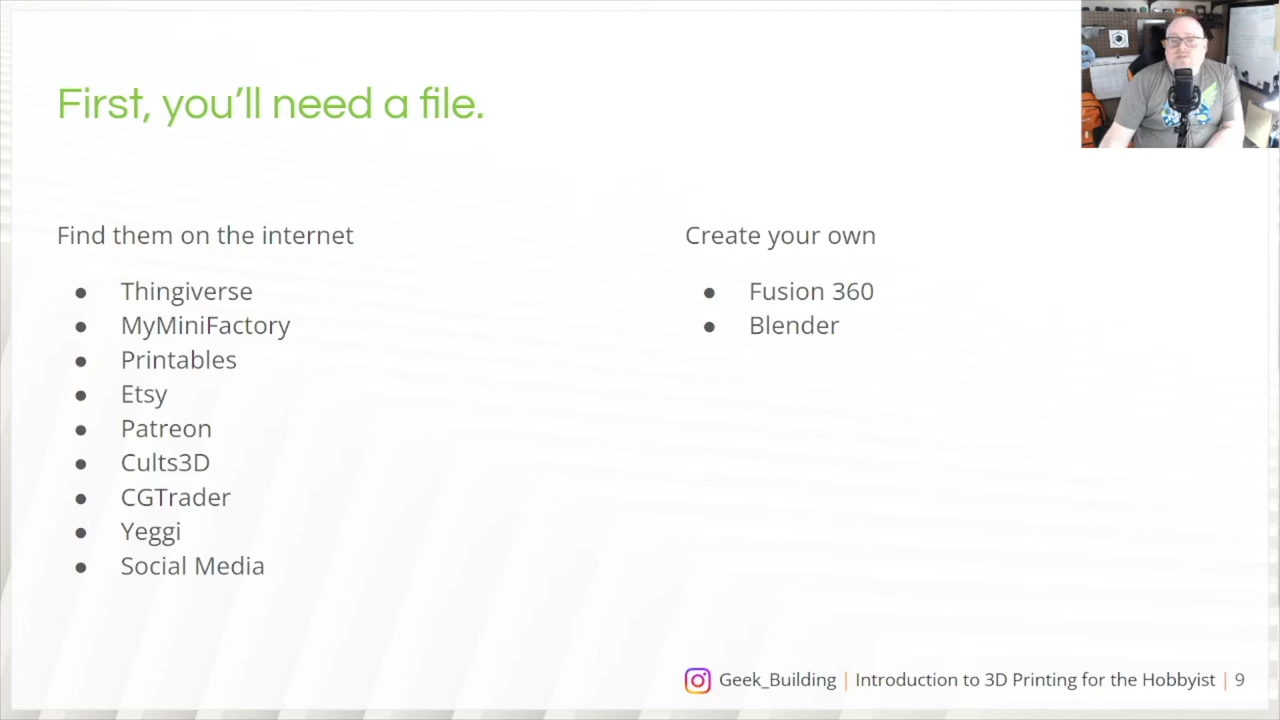 First, you'll need a file.
Find them on the internet
● Thingiverse
● MyMiniFactory
● Printables
● Etsy
● Patreon
● Cults3D
● CGTrader
● Yeggi
● Social Media
Create your own
● Fusion 360
● Blender
Geek_Building | Introduction to 3D Printing for the Hobbyist | 9